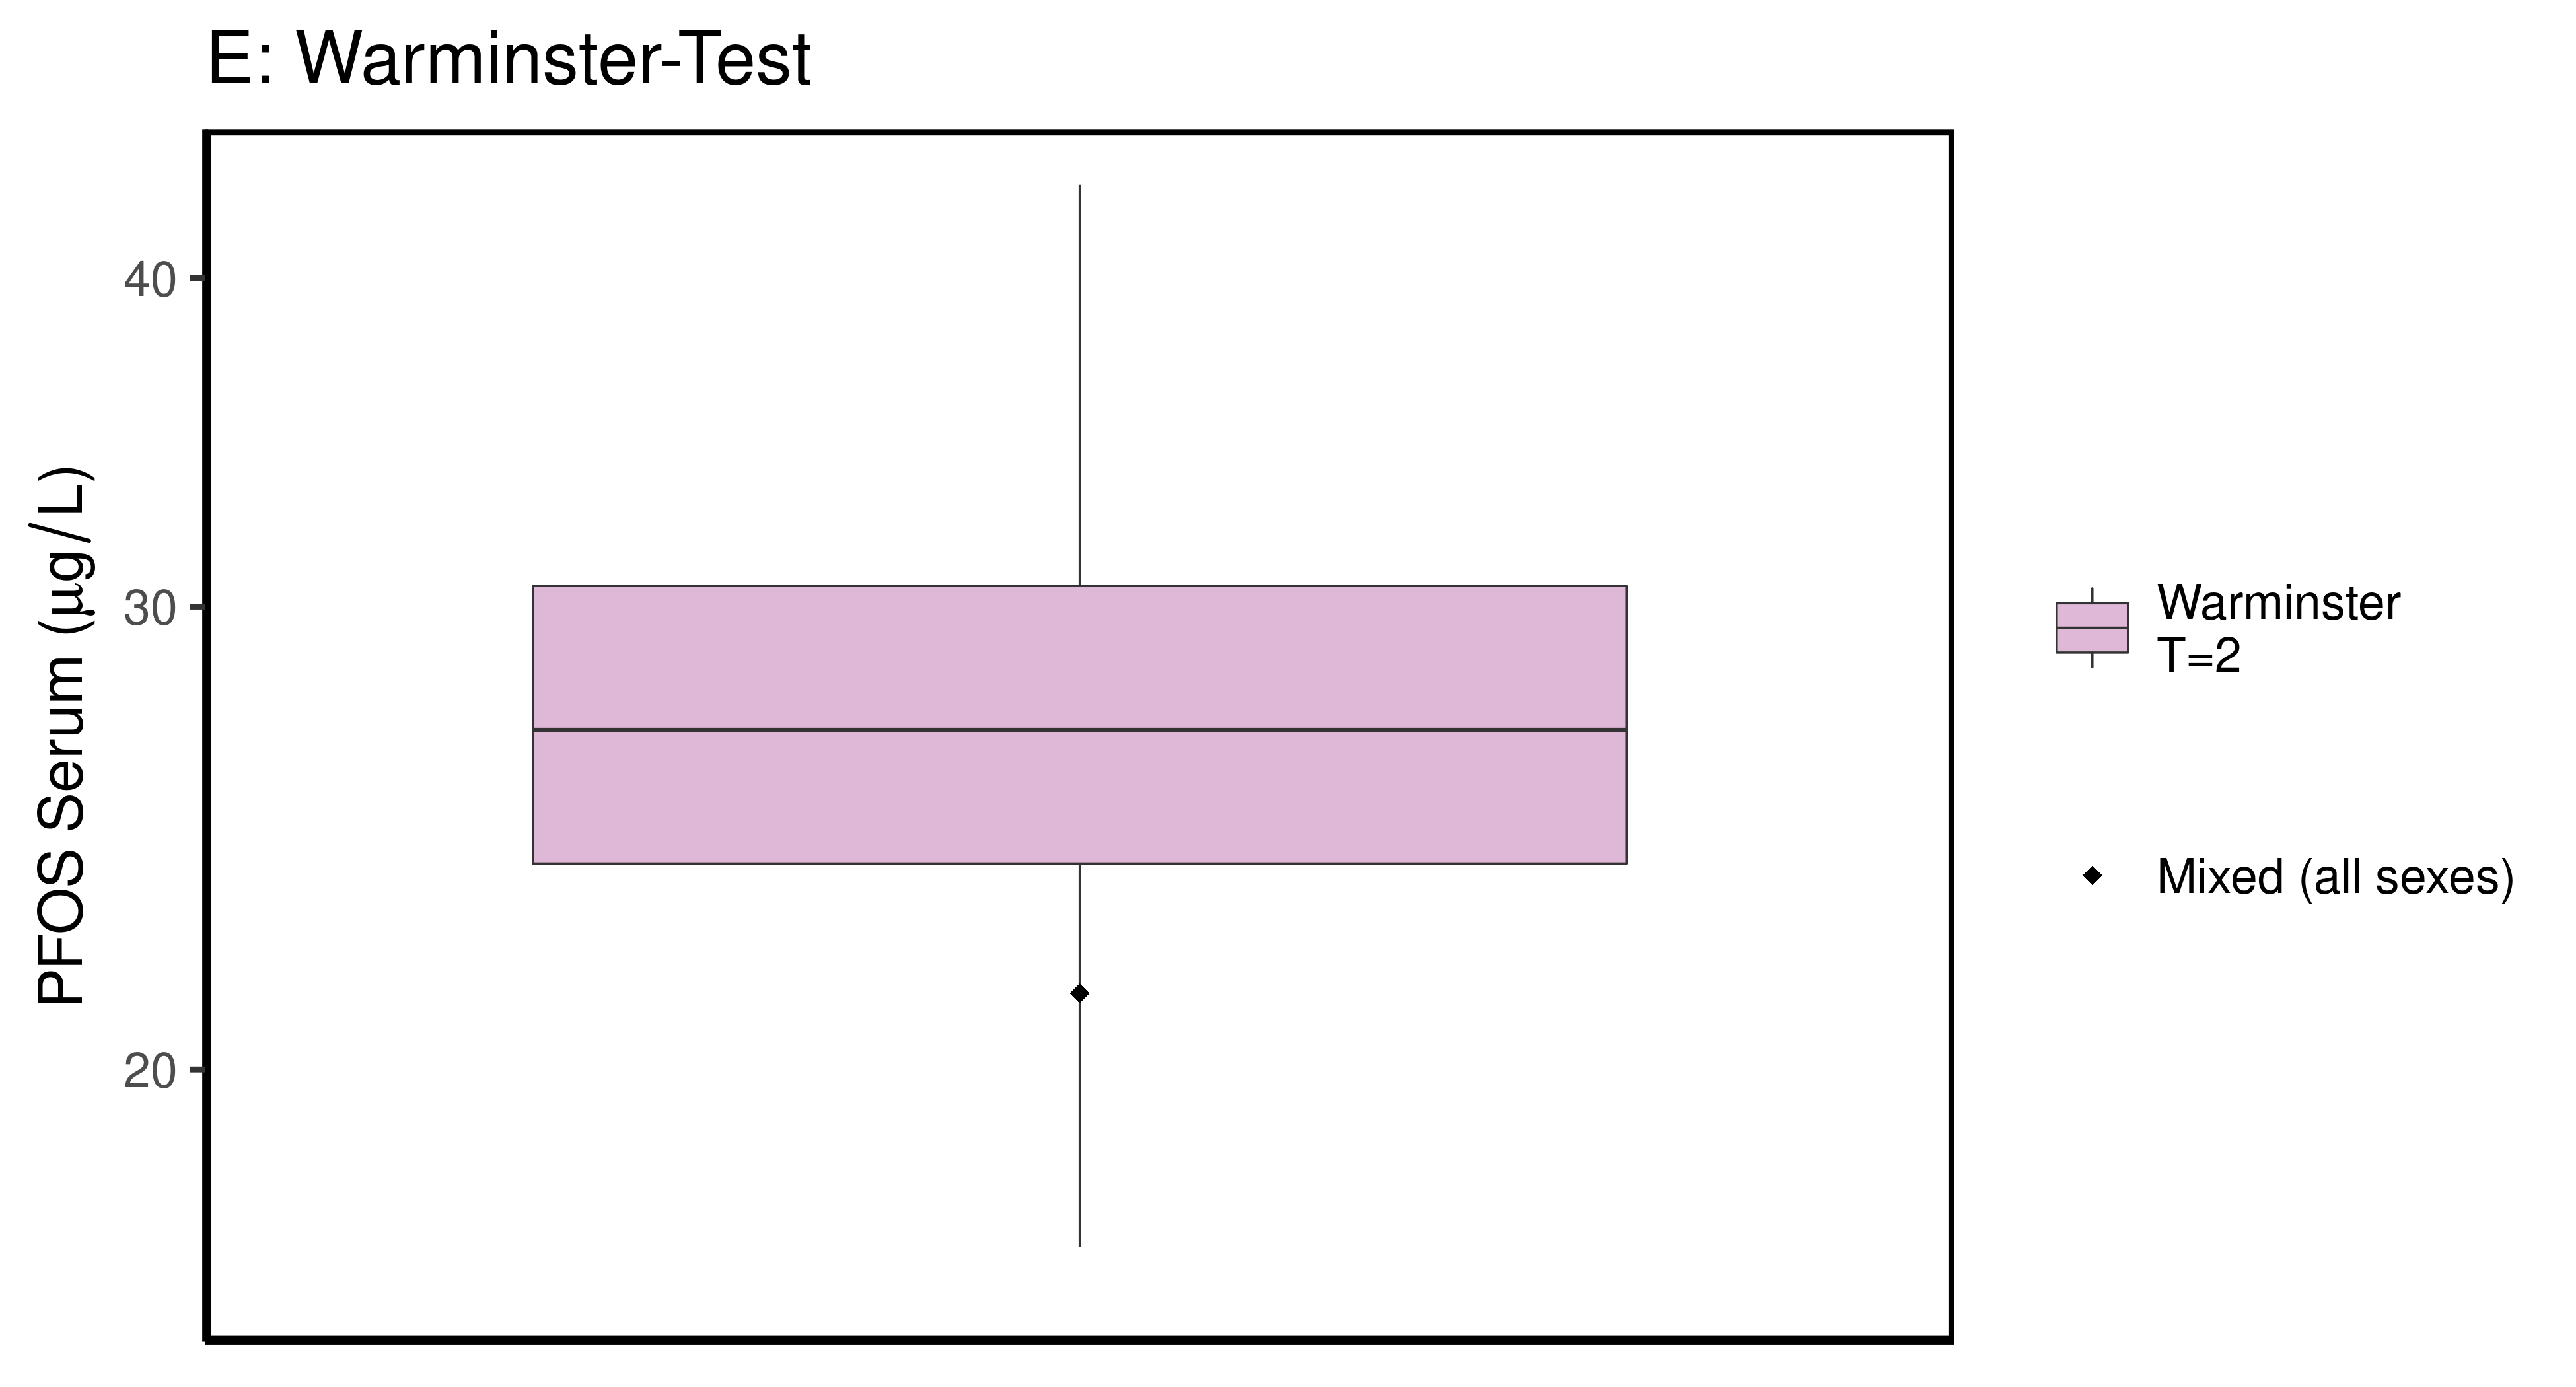 E: Warminster-Test
PFOS Serum (µg/L)
40
30
20
Warminster
T=2
Mixed (all sexes)